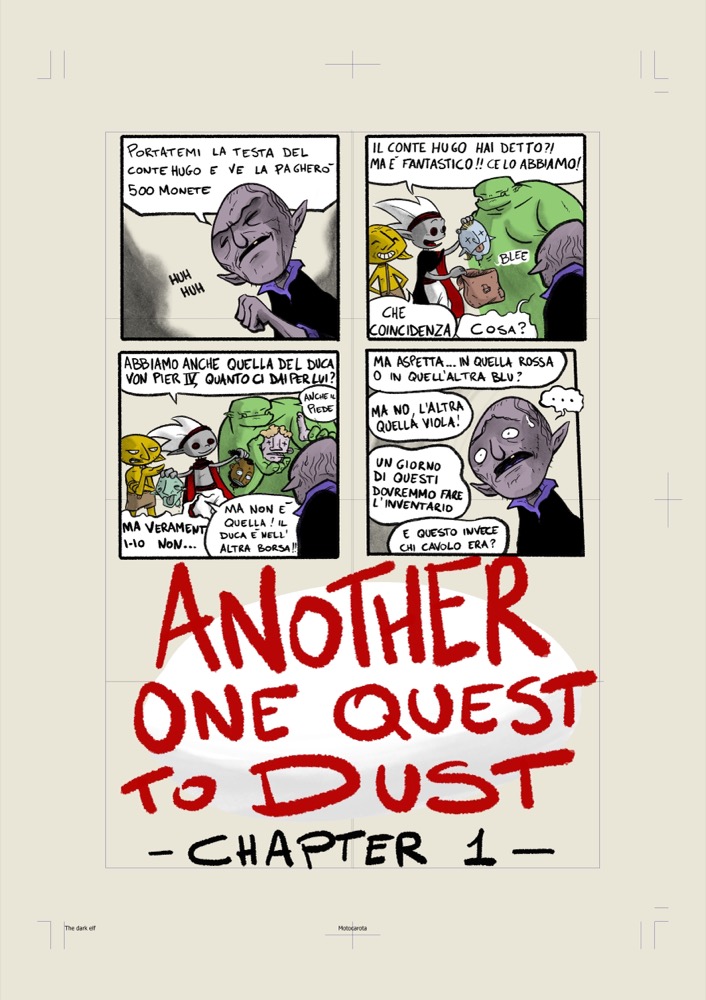 PORTATEMI LA TESTA DEL
CONTE HUGO E VE LA PAGHERÒ
500 MONETE
HUH
HUH
IL CONTE HUGO HAI DETTO?!
MA È FANTASTICO!! CE LO ABBIAMO!
BLEE
CHE
COINCIDENZA
COSA?
ABBIAMO ANCHE QUELLA DEL DUCA
VON PIER IV, QUANTO CI DAI PER LUI?
ANCHE IL
PIEDE
MA VERAMENT
I-IO NON...
MA NON È
QUELLA! IL
DUCA È NELL'
ALTRA BORSA!!
MA ASPETTA... IN QUELLA ROSSA
O IN QUELL'ALTRA BLU?
....
MA NO, L'ALTRA
QUELLA VIOLA!
UN GIORNO
DI QUESTI
DOVREMMO FARE
L'INVENTARIO
E QUESTO INVECE
CHI CAVOLO ERA?
ANOTHER
ONE QUEST
TO DUST
- CHAPTER 1 -
The dark elf
Motocarota